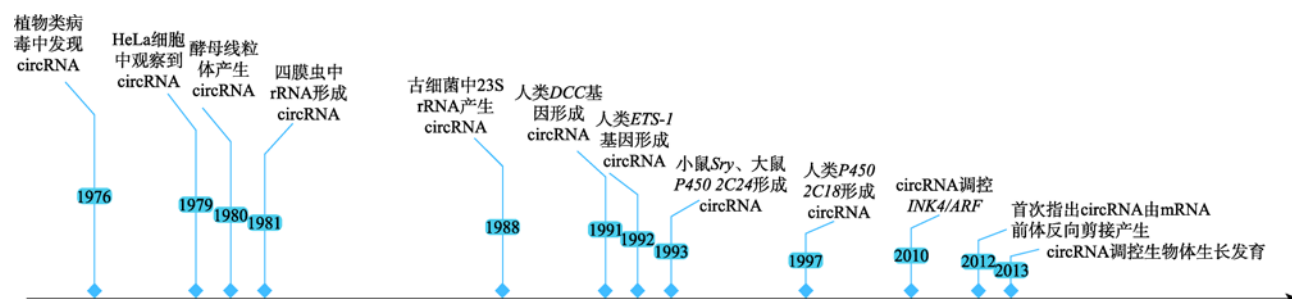 植物类病
毒中发现
circRNA
1976
HeLa细胞
中观察到
circRNA
1979
酵母线粒
体产生
circRNA
1980
四膜虫中
rRNA形成
circRNA
1981
古细菌中23S
rRNA产生
circRNA
1988
人类DCC基
因形成
circRNA
1991
人类ETS-1
基因形成
circRNA
1992
小鼠Sry、大鼠
P450 2C24形成
circRNA
1993
人类P450
2C18形成
circRNA
1997
circRNA调控
INK4/ARF
2010
首次指出circRNA由mRNA
前体反向剪接产生
2012
circRNA调控生物体生长发育
2013